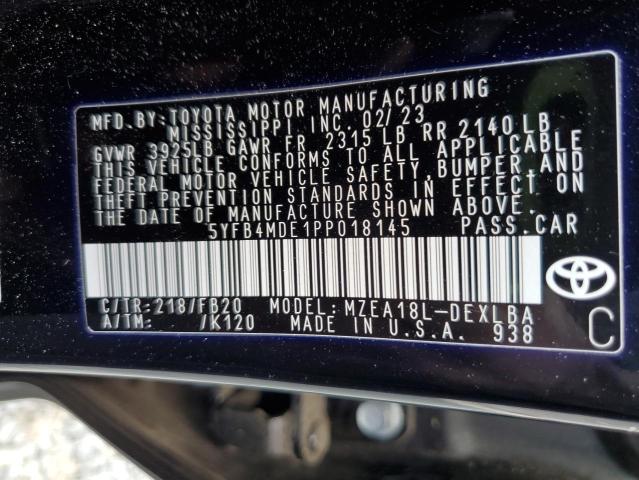 MFD.BY:TOYOTA MOTOR MANUFACTURING
MISSISSIPPI, INC. 02/23
GVWR 3925LB GAWR FR 2315 LB RR 2140 LB
THIS VEHICLE CONFORMS TO ALL APPLICABLE
FEDERAL MOTOR VEHICLE SAFETY,BUMPER,AND
THEFT PREVENTION STANDARDS IN EFFECT ON
THE DATE OF MANUFACTURE SHOWN ABOVE.
5YFB4MDE1PP018145 PASS.CAR
C/TR:218/FB20 MODEL:MZEA18L-DEXLBA
A/TM: /K120 MADE IN U.S.A. 938
C